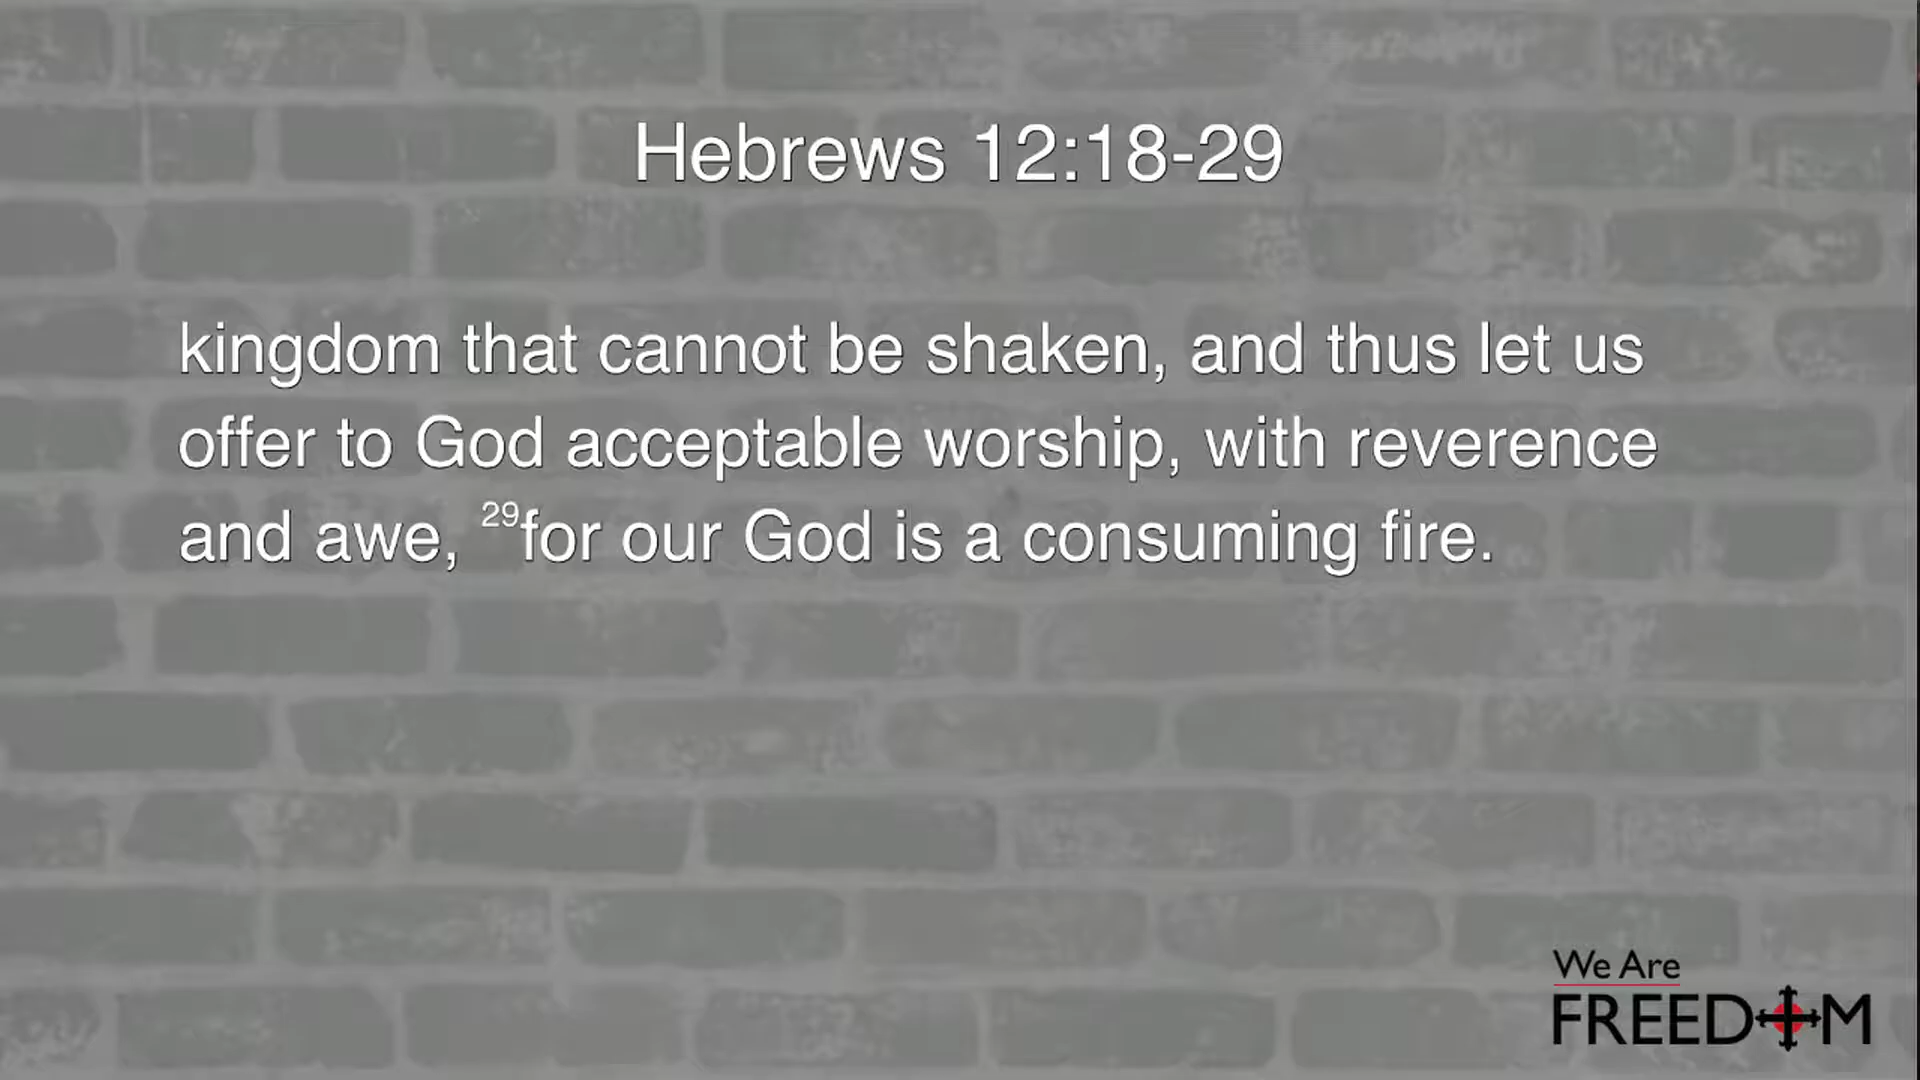 Hebrews 12:18-29
kingdom that cannot be shaken, and thus let us
offer to God acceptable worship, with reverence
and awe, 29for our God is a consuming fire.
We Are
FREEDOM